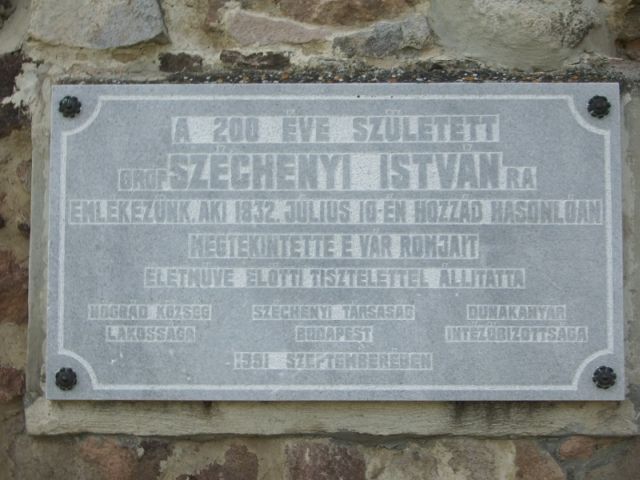 A 200 ÉVE SZÜLETETT
GRÓF SZÉCHENYI ISTVÁN RA
EMLÉKEZÜNK, AKI 1832. JÚLIUS 10-ÉN HOZZÁD HASONLÓAN
MEGTEKINTETTE E VÁR ROMJAIT
ÉLETMŰVE ELŐTTI TISZTELETTEL ÁLLÍTATTA
NÓGRÁD KÖZSÉG SZÉCHENYI TÁRSASÁG DUNAKANYAR
LAKOSSÁGA BUDAPEST INTÉZŐBIZOTTSÁGA
1991 SZEPTEMBERÉBEN